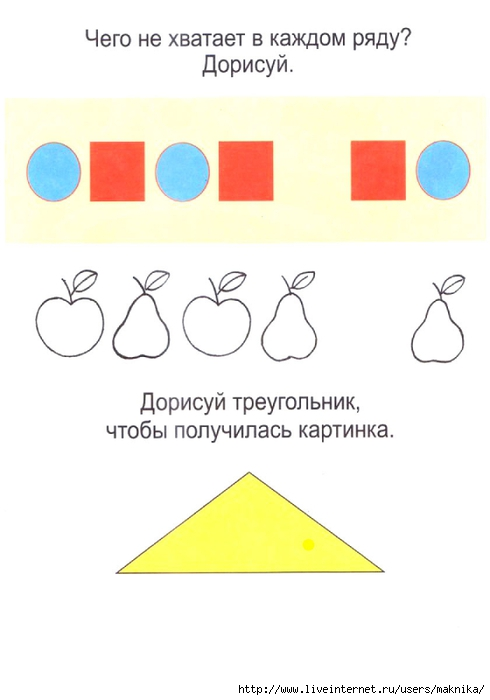 Чего не хватает в каждом ряду?
Дорисуй.
Дорисуй треугольник,
чтобы получилась картинка.
http://www.liveinternet.ru/users/maknika/